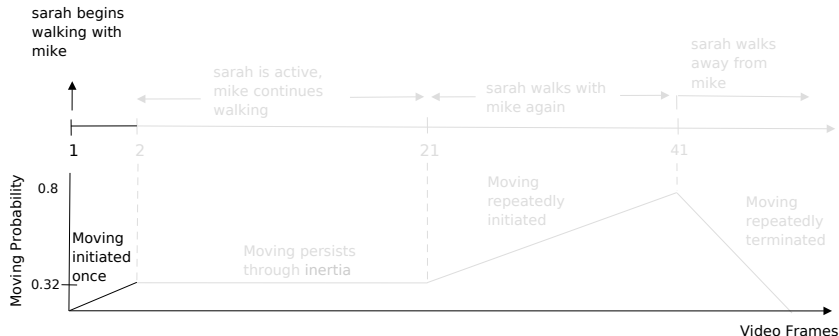 sarah begins
walking with
mike
sarah is active,
mike continues
walking
sarah walks with
mike again
sarah walks
away from
mike
1
2
21
41
Moving Probability
0.8
0.32
Moving
initiated
once
Moving persists
through inertia
Moving
repeatedly
initiated
Moving
repeatedly
terminated
Video Frames